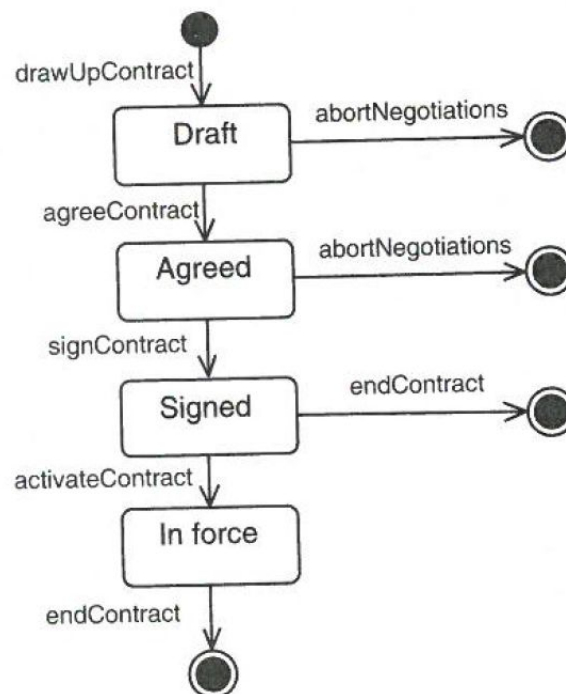 drawUpContract
Draft
abortNegotiations
agreeContract
Agreed
abortNegotiations
signContract
Signed
endContract
activateContract
In force
endContract